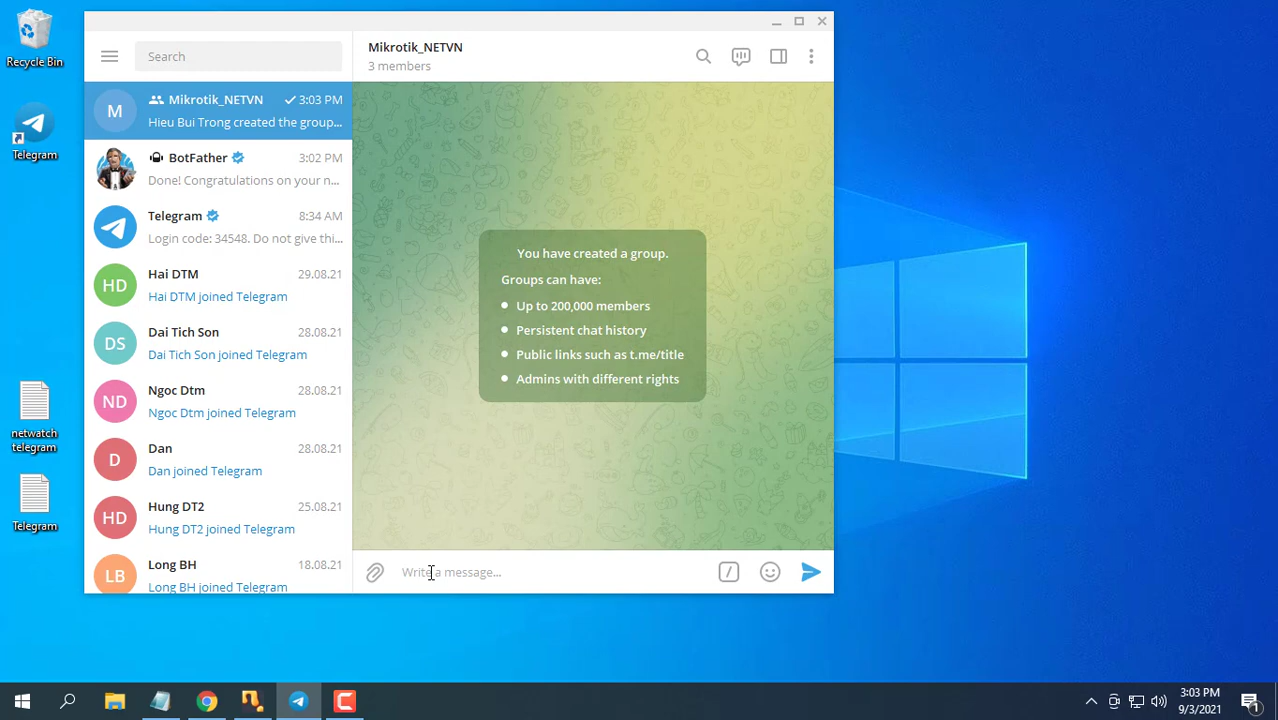 Recycle Bin
Telegram
netwatch
telegram
Telegram
Search
M
Mikrotik_NETVN
3:03 PM
Hieu Bui Trong created the group...
BotFather
3:02 PM
Done! Congratulations on your n...
Telegram
8:34 AM
Login code: 34548. Do not give thi...
HD
Hai DTM
29.08.21
Hai DTM joined Telegram
DS
Dai Tich Son
28.08.21
Dai Tich Son joined Telegram
ND
Ngoc Dtm
28.08.21
Ngoc Dtm joined Telegram
D
Dan
28.08.21
Dan joined Telegram
HD
Hung DT2
25.08.21
Hung DT2 joined Telegram
LB
Long BH
18.08.21
Long BH joined Telegram
Mikrotik_NETVN
3 members
You have created a group.
Groups can have:
Up to 200,000 members
Persistent chat history
Public links such as t.me/title
Admins with different rights
Write a message...
/
3:03 PM
9/3/2021
1